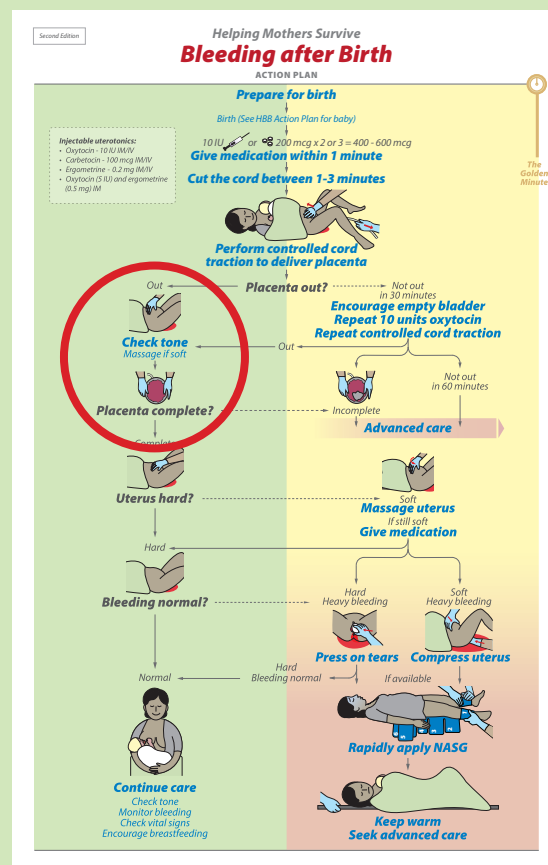 Second Edition
Helping Mothers Survive
Bleeding after Birth
ACTION PLAN
Prepare for birth
Birth (See HBB Action Plan for baby)
Injectable uterotonics:
• Oxytocin - 10 IU IM/IV
• Carbetocin - 100 mcg IM/IV
• Ergometrine – 0.2 mg IM/IV
• Oxytocin (5 IU) and ergometrine
(0.5 mg) IM
10 IU or 200 mcg x 2 or 3 = 400 - 600 mcg
Give medication within 1 minute
The
Golden
Minute
Cut the cord between 1-3 minutes
Perform controlled cord
traction to deliver placenta
Out
Placenta out?
Not out
in 30 minutes
Encourage empty bladder
Repeat 10 units oxytocin
Repeat controlled cord traction
Check tone
Massage if soft
Out
Not out
in 60 minutes
Placenta complete?
Incomplete
Advanced care
Complete
Uterus hard?
Soft
Massage uterus
If still soft
Give medication
Hard
Bleeding normal?
Hard
Heavy bleeding
Soft
Heavy bleeding
Press on tears
Compress uterus
Normal
Hard
Bleeding normal
If available
Rapidly apply NASG
Continue care
Check tone
Monitor bleeding
Check vital signs
Encourage breastfeeding
Keep warm
Seek advanced care